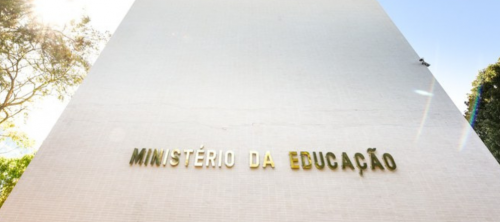 MINISTÉRIO DA EDUCAÇÃO